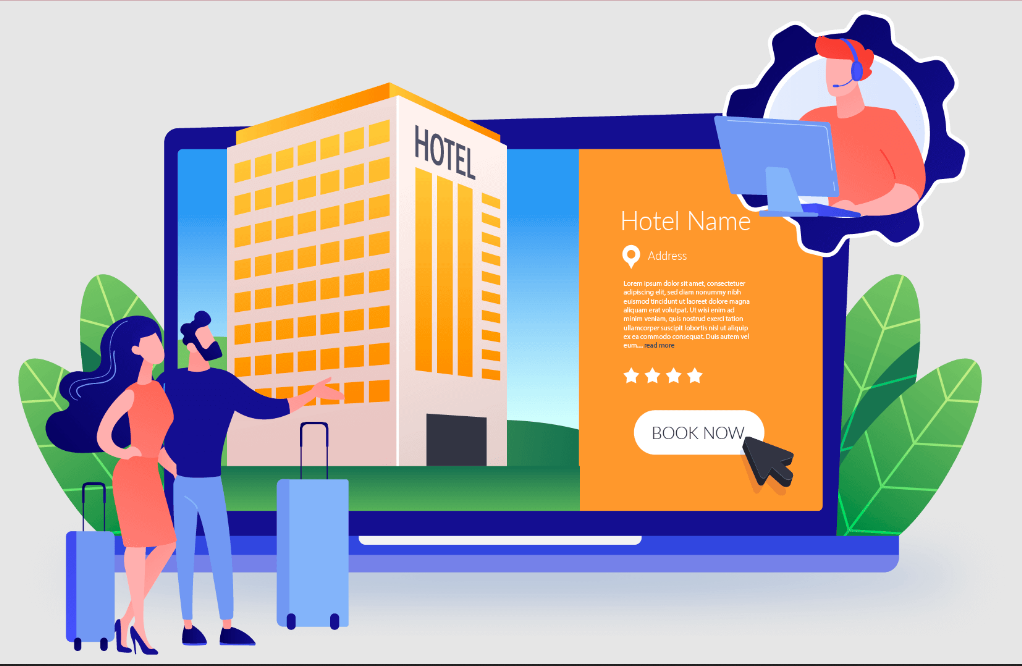 HOTEL
Hotel Name
Address
Lorem ipsum dolor sit amet, consectetuer
adipiscing elit, sed diam nonummy nibh
euismod tincidunt ut laoreet dolore magna
aliquam erat volutpat. Ut wisi enim ad
minim veniam, quis nostrud exerci tation
ullamcorper suscipit lobortis nisl ut aliquip
ex ea commodo consequat. Duis autem vel
eum.... read more
BOOK NOW